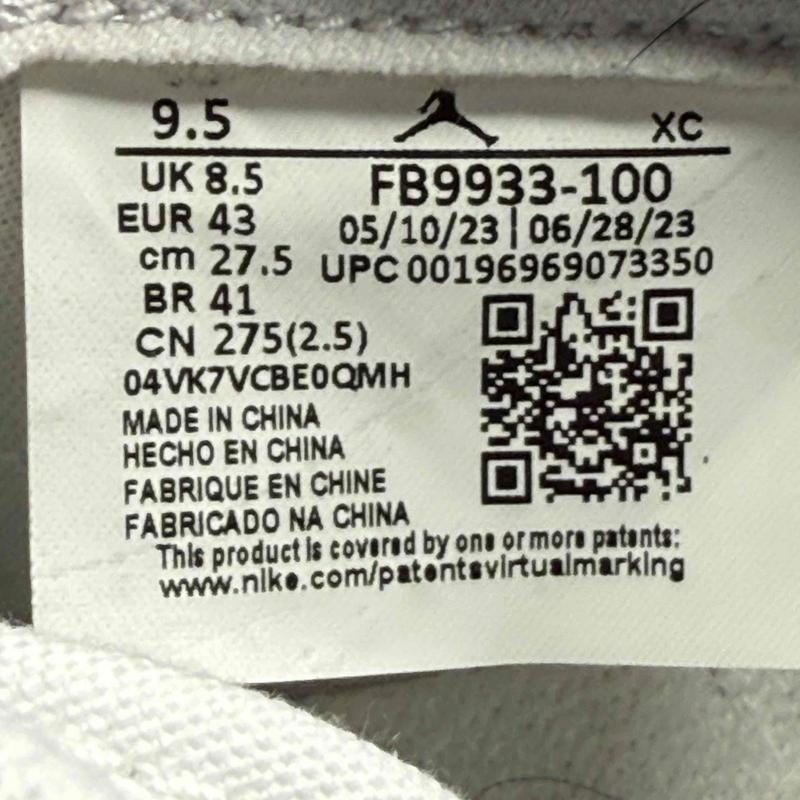 9.5 XC
UK 8.5
EUR 43
cm 27.5
BR 41
CN 275(2.5)
FB9933-100
05/10/23 | 06/28/23
UPC 00196969073350
04VK7VCBE0QMH
MADE IN CHINA
HECHO EN CHINA
FABRIQUE EN CHINE
FABRICADO NA CHINA
This product is covered by one or more patents:
www.nike.com/patentsvirtualmarking